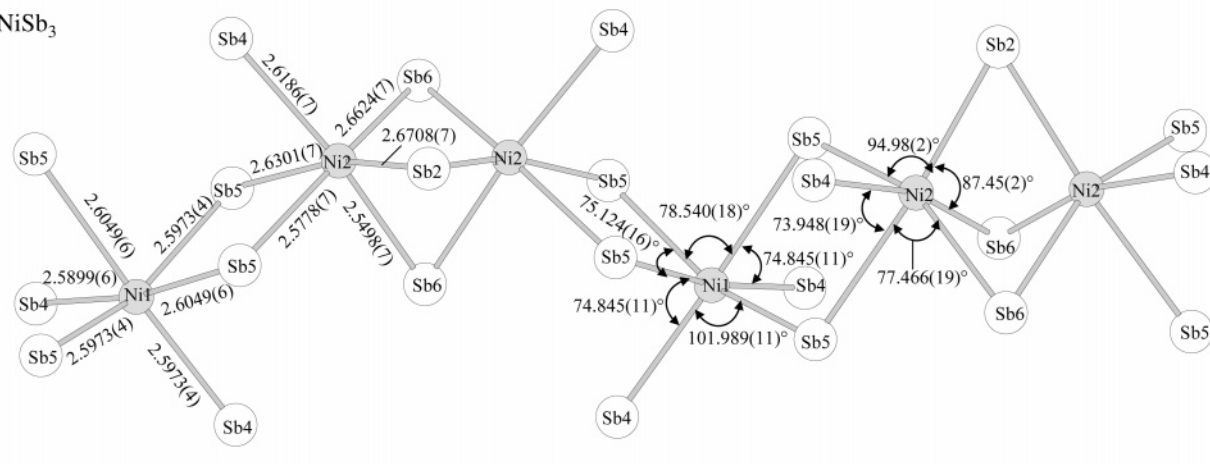 NiSb3
Sb4
Sb4
Sb2
2.6186(7)
2.6624(7)
Sb6
2.6708(7)
Sb5
Sb5
94.98(2)°
Sb5
2.6301(7)
Ni2
Sb2
Ni2
Sb4
87.45(2)°
Ni2
Sb4
Sb5
2.6049(6)
2.5973(4)
2.5778(7)
2.5498(7)
Sb5
75.124(16)°
78.540(18)°
73.948(19)°
Ni2
Sb6
2.5899(6)
Sb5
Sb5
74.845(11)°
77.466(19)°
Sb4
Ni1
2.6049(6)
Sb6
Ni1
Sb4
Sb6
74.845(11)°
Sb5
2.5973(4)
101.989(11)°
Sb5
Sb5
2.5973(4)
Sb4
Sb4